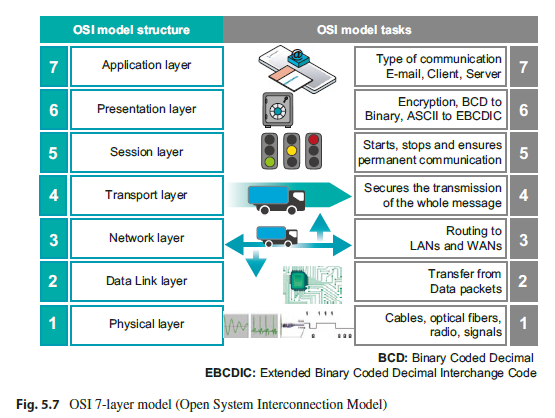 OSI model structure OSI model tasks
7 Application layer Type of communication
E-mail, Client, Server 7
6 Presentation layer Encryption, BCD to
Binary, ASCII to EBCDIC 6
5 Session layer Starts, stops and ensures
permanent communication 5
4 Transport layer Secures the transmission
of the whole message 4
3 Network layer Routing to
LANs and WANs 3
2 Data Link layer Transfer from
Data packets 2
1 Physical layer Cables, optical fibers,
radio, signals 1
BCD: Binary Coded Decimal
EBCDIC: Extended Binary Coded Decimal Interchange Code
Fig. 5.7 OSI 7-layer model (Open System Interconnection Model)